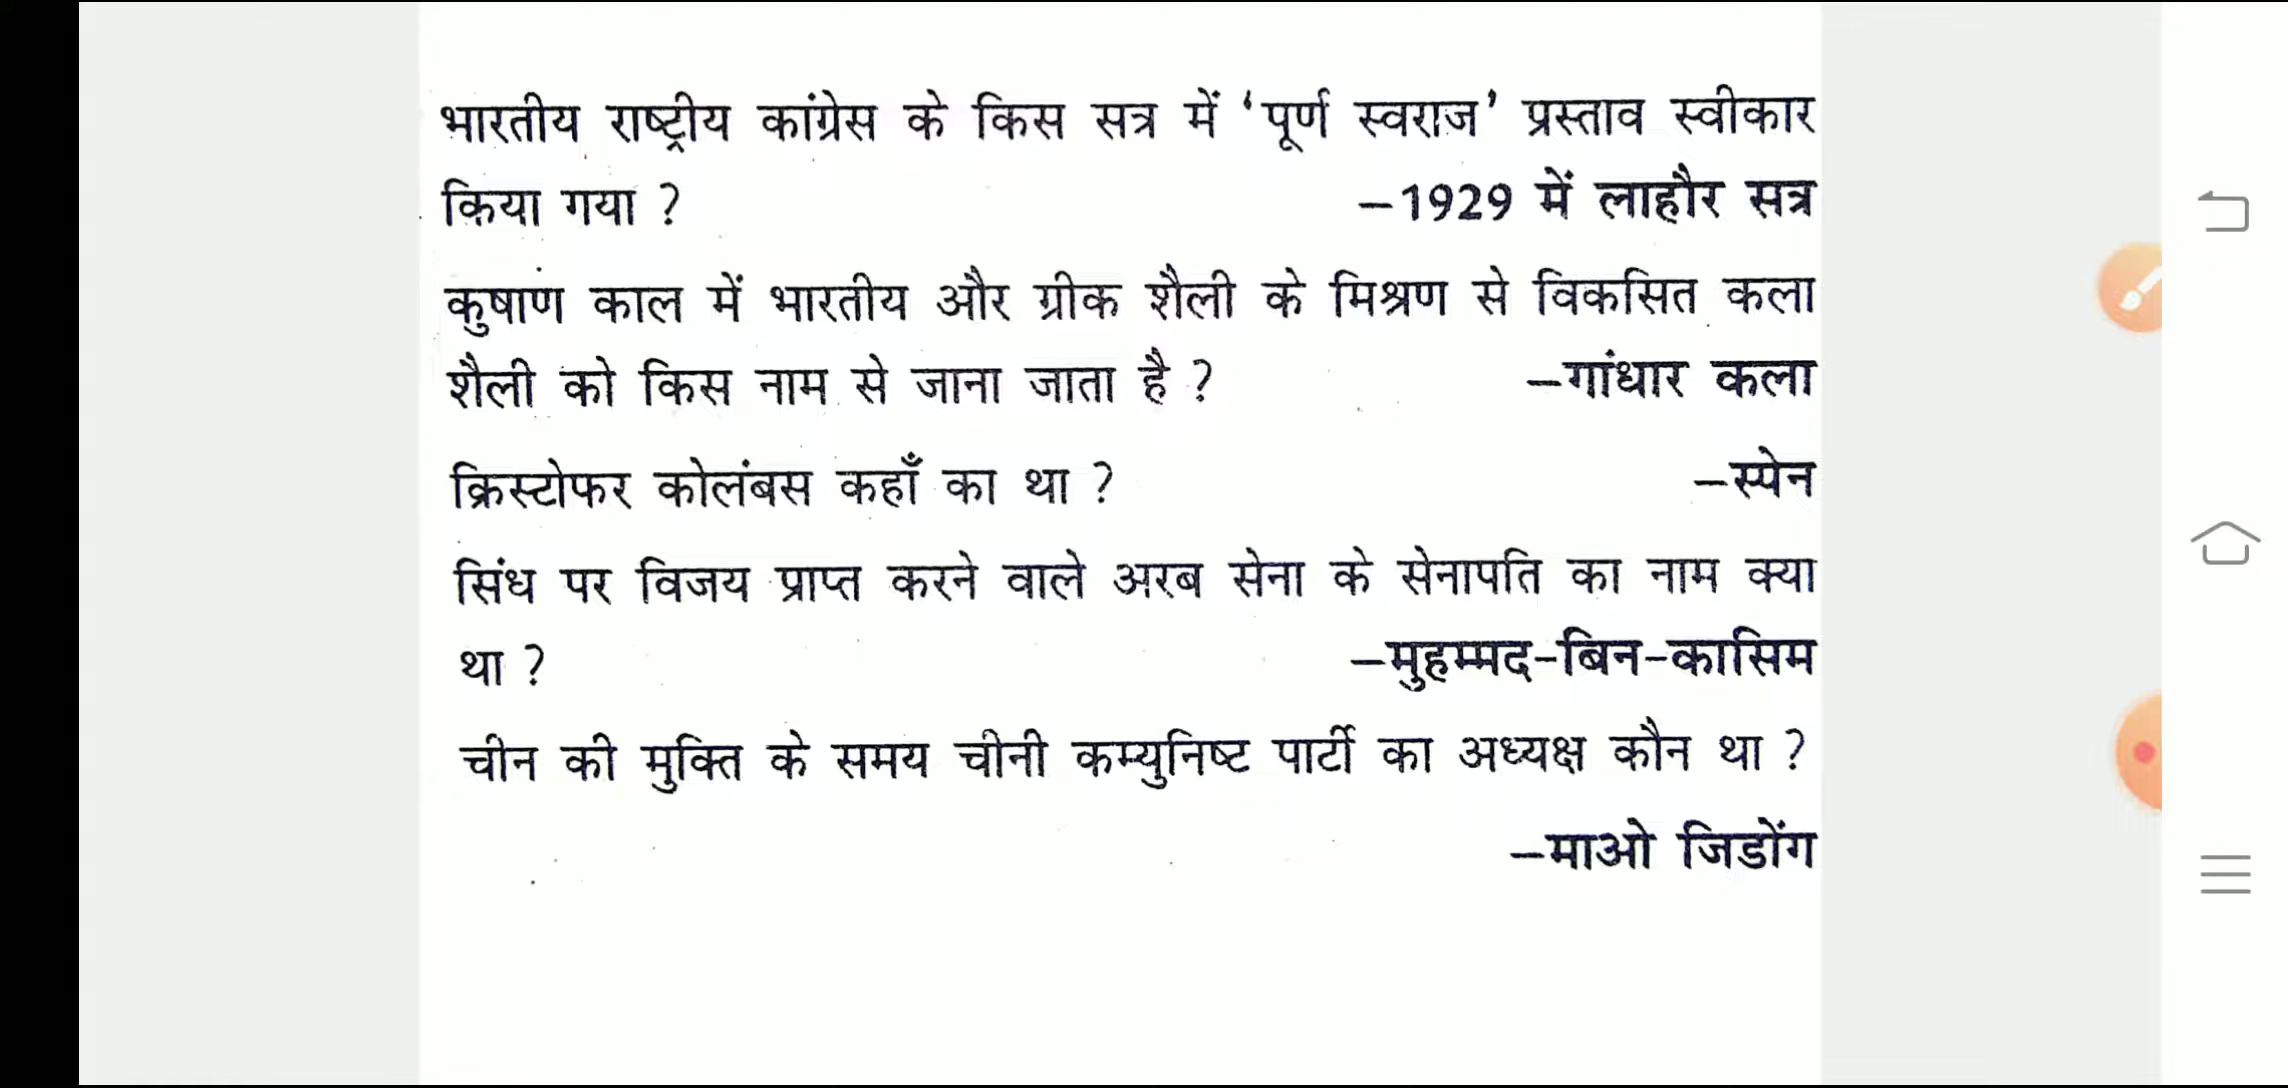 भारतीय राष्ट्रीय कांग्रेस के किस सत्र में ‘पूर्ण स्वराज’ प्रस्ताव स्वीकार
किया गया ? –1929 में लाहौर सत्र
कुषाण काल में भारतीय और ग्रीक शैली के मिश्रण से विकसित कला
शैली को किस नाम से जाना जाता है ? –गांधार कला
क्रिस्टोफर कोलंबस कहाँ का था ? –स्पेन
सिंध पर विजय प्राप्त करने वाले अरब सेना के सेनापति का नाम क्या
था ? –मुहम्मद-बिन-कासिम
चीन की मुक्ति के समय चीनी कम्युनिष्ट पार्टी का अध्यक्ष कौन था ?
–माओ जिडोंग